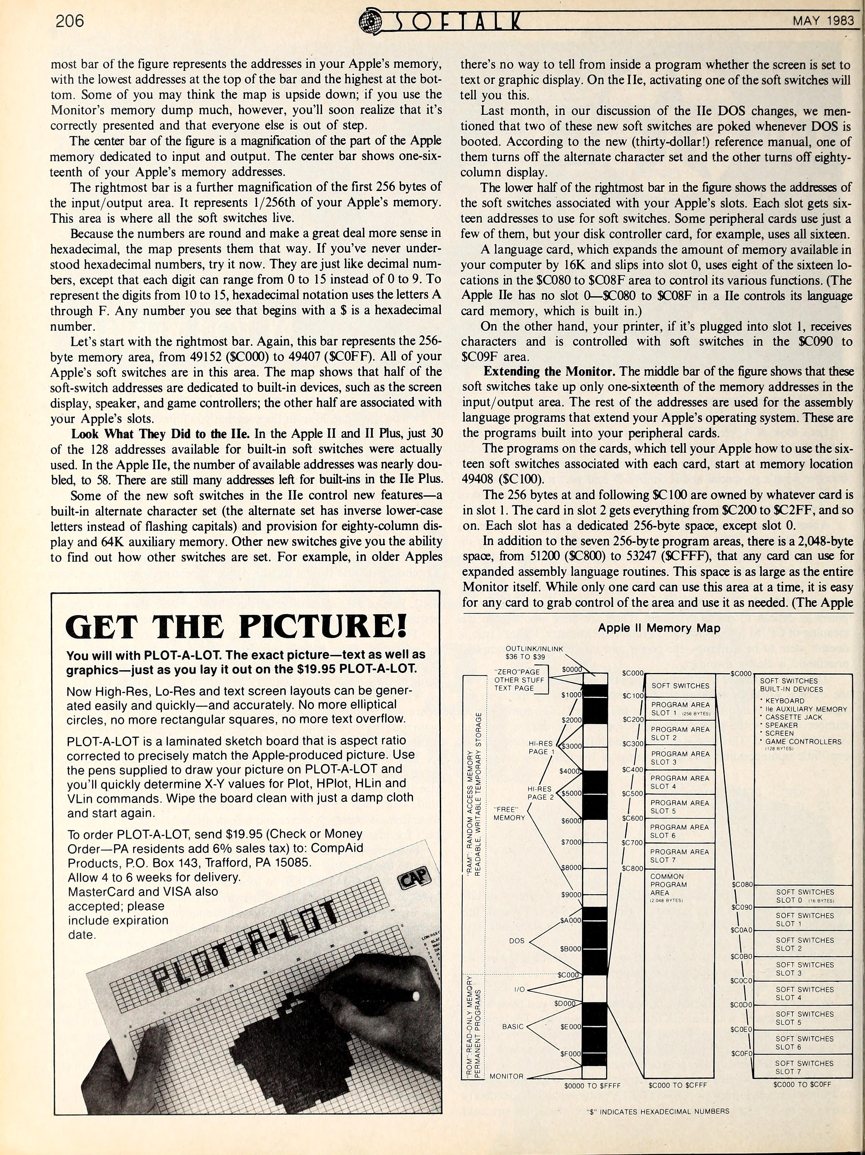 206
SOFTALK
MAY 1983
most bar of the figure represents the addresses in your Apple's memory,
with the lowest addresses at the top of the bar and the highest at the bot-
tom. Some of you may think the map is upside down; if you use the
Monitor's memory dump much, however, you'll soon realize that it's
correctly presented and that everyone else is out of step.
The center bar of the figure is a magnification of the part of the Apple
memory dedicated to input and output. The center bar shows one-six-
teenth of your Apple's memory addresses.
The rightmost bar is a further magnification of the first 256 bytes of
the input/output area. It represents 1/256th of your Apple's memory.
This area is where all the soft switches live.
Because the numbers are round and make a great deal more sense in
hexadecimal, the map presents them that way. If you've never under-
stood hexadecimal numbers, try it now. They are just like decimal num-
bers, except that each digit can range from 0 to 15 instead of 0 to 9. To
represent the digits from 10 to 15, hexadecimal notation uses the letters A
through F. Any number you see that begins with a $ is a hexadecimal
number.
Let's start with the rightmost bar. Again, this bar represents the 256-
byte memory area, from 49152 ($C000) to 49407 ($C0FF). All of your
Apple's soft switches are in this area. The map shows that half of the
soft-switch addresses are dedicated to built-in devices, such as the screen
display, speaker, and game controllers; the other half are associated with
your Apple's slots.
Look What They Did to the IIe. In the Apple II and II Plus, just 30
of the 128 addresses available for built-in soft switches were actually
used. In the Apple IIe, the number of available addresses was nearly dou-
bled, to 58. There are still many addresses left for built-ins in the IIe Plus.
Some of the new soft switches in the IIe control new features—a
built-in alternate character set (the alternate set has inverse lower-case
letters instead of flashing capitals) and provision for eighty-column dis-
play and 64K auxiliary memory. Other new switches give you the ability
to find out how other switches are set. For example, in older Apples
there's no way to tell from inside a program whether the screen is set to
text or graphic display. On the IIe, activating one of the soft switches will
tell you this.
Last month, in our discussion of the IIe DOS changes, we men-
tioned that two of these new soft switches are poked whenever DOS is
booted. According to the new (thirty-dollar!) reference manual, one of
them turns off the alternate character set and the other turns off eighty-
column display.
The lower half of the rightmost bar in the figure shows the addresses of
the soft switches associated with your Apple's slots. Each slot gets six-
teen addresses to use for soft switches. Some peripheral cards use just a
few of them, but your disk controller card, for example, uses all sixteen.
A language card, which expands the amount of memory available in
your computer by 16K and slips into slot 0, uses eight of the sixteen lo-
cations in the $C080 to $C08F area to control its various functions. (The
Apple IIe has no slot 0—$C080 to $C08F in a IIe controls its language
card memory, which is built in.)
On the other hand, your printer, if it's plugged into slot 1, receives
characters and is controlled with soft switches in the $C090 to
$C09F area.
Extending the Monitor. The middle bar of the figure shows that these
soft switches take up only one-sixteenth of the memory addresses in the
input/output area. The rest of the addresses are used for the assembly
language programs that extend your Apple's operating system. These are
the programs built into your peripheral cards.
The programs on the cards, which tell your Apple how to use the six-
teen soft switches associated with each card, start at memory location
49408 ($C100).
The 256 bytes at and following $C100 are owned by whatever card is
in slot 1. The card in slot 2 gets everything from $C200 to $C2FF, and so
on. Each slot has a dedicated 256-byte space, except slot 0.
In addition to the seven 256-byte program areas, there is a 2,048-byte
space, from 51200 ($C800) to 53247 ($CFFF), that any card can use for
expanded assembly language routines. This space is as large as the entire
Monitor itself. While only one card can use this area at a time, it is easy
for any card to grab control of the area and use it as needed. (The Apple
GET THE PICTURE!
You will with PLOT-A-LOT. The exact picture—text as well as
graphics—just as you lay it out on the $19.95 PLOT-A-LOT.
Now High-Res, Lo-Res and text screen layouts can be gener-
ated easily and quickly—and accurately. No more elliptical
circles, no more rectangular squares, no more text overflow.
PLOT-A-LOT is a laminated sketch board that is aspect ratio
corrected to precisely match the Apple-produced picture. Use
the pens supplied to draw your picture on PLOT-A-LOT and
you'll quickly determine X-Y values for Plot, HPlot, HLin and
VLin commands. Wipe the board clean with just a damp cloth
and start again.
To order PLOT-A-LOT, send $19.95 (Check or Money
Order—PA residents add 6% sales tax) to: CompAid
Products, P.O. Box 143, Trafford, PA 15085.
Allow 4 to 6 weeks for delivery.
MasterCard and VISA also
accepted; please
include expiration
date.
CAP
PLOT-A-LOT
Apple II Memory Map
OUTLINK/INLINK
$36 TO $39
"ZERO"PAGE
OTHER STUFF
TEXT PAGE
HI-RES
PAGE 1
HI-RES
PAGE 2
"FREE"
MEMORY
DOS
I/O
BASIC
MONITOR
"RAM" RANDOM ACCESS MEMORY
READABLE, WRITABLE TEMPORARY STORAGE
"ROM" READ-ONLY MEMORY
PERMANENT PROGRAMS
$0000
$1000
$2000
$3000
$4000
$5000
$6000
$7000
$8000
$9000
$A000
$B000
$C000
$D000
$E000
$F000
$0000 TO $FFFF
$C000
$C100
$C200
$C300
$C400
$C500
$C600
$C700
$C800
SOFT SWITCHES
PROGRAM AREA
SLOT 1 (256 BYTES)
PROGRAM AREA
SLOT 2
PROGRAM AREA
SLOT 3
PROGRAM AREA
SLOT 4
PROGRAM AREA
SLOT 5
PROGRAM AREA
SLOT 6
PROGRAM AREA
SLOT 7
COMMON
PROGRAM
AREA
(2,048 BYTES)
$C000 TO $CFFF
$C000
$C080
$C090
$C0A0
$C0B0
$C0C0
$C0D0
$C0E0
$C0F0
SOFT SWITCHES
BUILT-IN DEVICES
* KEYBOARD
* IIe AUXILIARY MEMORY
* CASSETTE JACK
* SPEAKER
* SCREEN
* GAME CONTROLLERS
(128 BYTES)
SOFT SWITCHES
SLOT 0 (16 BYTES)
SOFT SWITCHES
SLOT 1
SOFT SWITCHES
SLOT 2
SOFT SWITCHES
SLOT 3
SOFT SWITCHES
SLOT 4
SOFT SWITCHES
SLOT 5
SOFT SWITCHES
SLOT 6
SOFT SWITCHES
SLOT 7
$C000 TO $C0FF
"$" INDICATES HEXADECIMAL NUMBERS